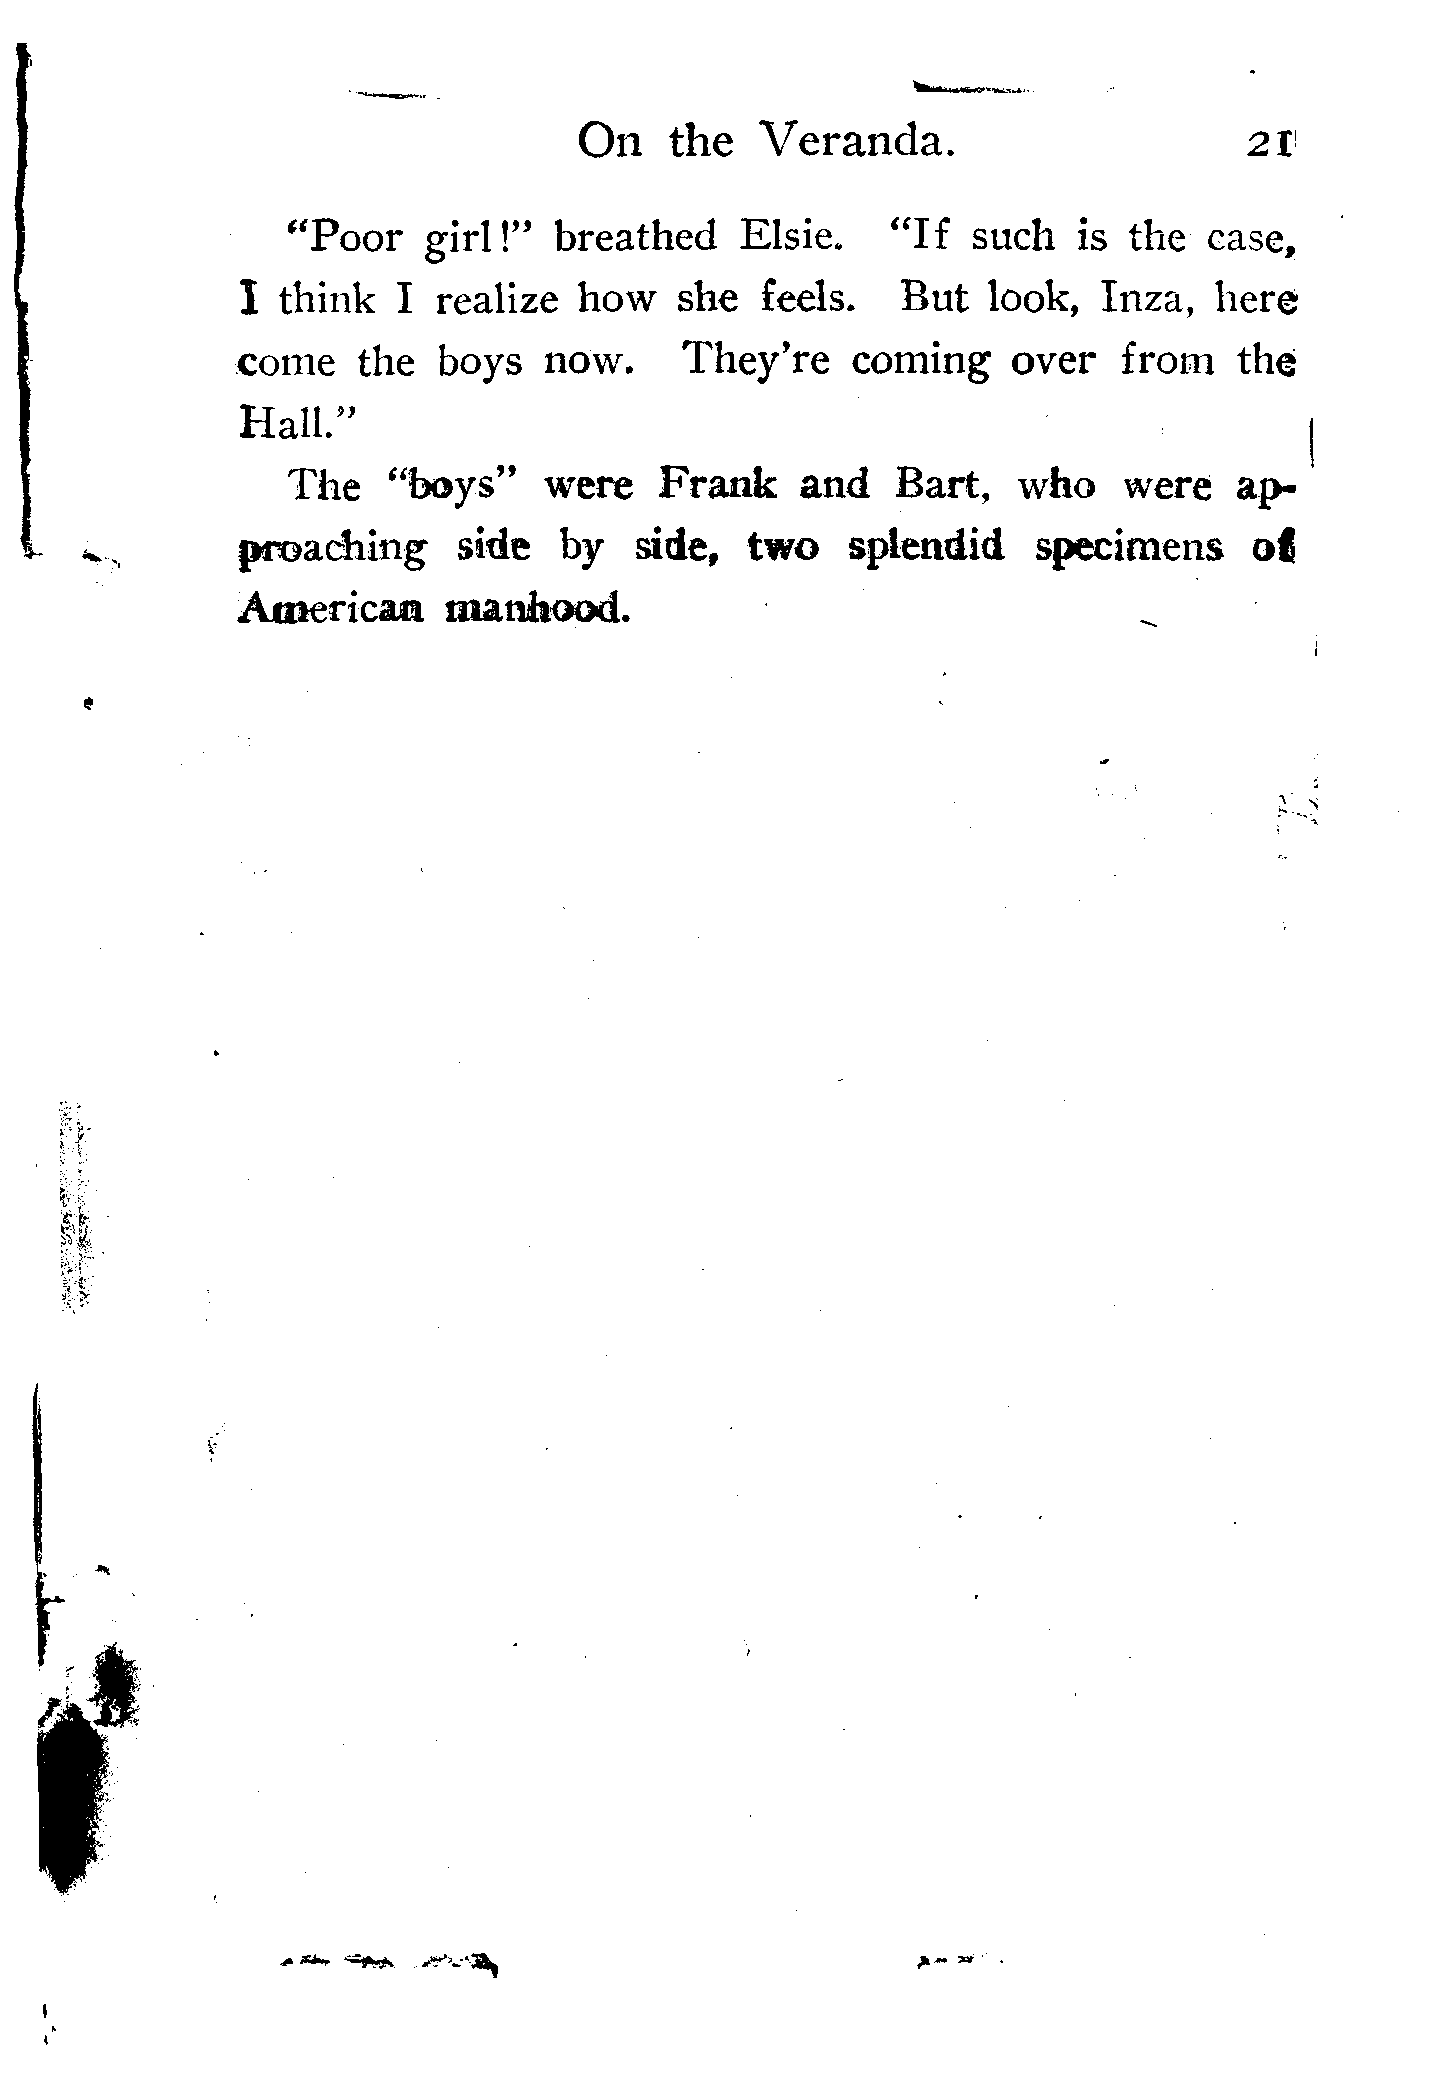 On the Veranda. 21
“Poor girl!” breathed Elsie. “If such is the case,
I think I realize how she feels. But look, Inza, here
come the boys now. They’re coming over from the
Hall.”
The “boys” were Frank and Bart, who were ap-
proaching side by side, two splendid specimens of
American manhood.